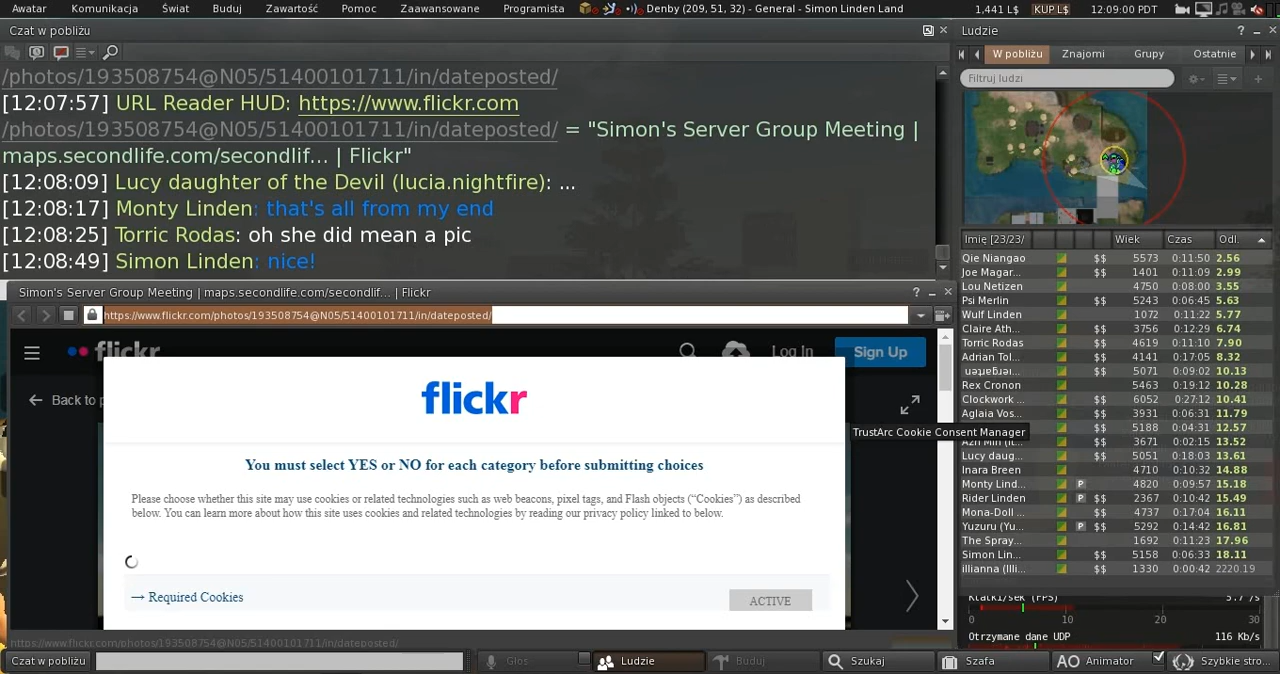 Awatar Komunikacja Świat Buduj Zawartość Pomoc Zaawansowane Programista Denby (209, 51, 32) - General - Simon Linden Land 1,441 L$ KUP L$ 12:09:00 PDT
Czat w pobliżu
/photos/193508754@N05/51400101711/in/dateposted/
[12:07:57] URL Reader HUD: https://www.flickr.com
/photos/193508754@N05/51400101711/in/dateposted/ = "Simon's Server Group Meeting |
maps.secondlife.com/secondlif... | Flickr"
[12:08:09] Lucy daughter of the Devil (lucia.nightfire): ...
[12:08:17] Monty Linden: that's all from my end
[12:08:25] Torric Rodas: oh she did mean a pic
[12:08:49] Simon Linden: nice!
Simon's Server Group Meeting | maps.secondlife.com/secondlif... | Flickr
https://www.flickr.com/photos/193508754@N05/51400101711/in/dateposted/
flickr Log In Sign Up
← Back to p
flickr
TrustArc Cookie Consent Manager
You must select YES or NO for each category before submitting choices
Please choose whether this site may use cookies or related technologies such as web beacons, pixel tags, and Flash objects (“Cookies”) as described
below. You can learn more about how this site uses cookies and related technologies by reading our privacy policy linked to below.
→ Required Cookies ACTIVE
https://www.flickr.com/photos/193508754@N05/51400101711/in/dateposted/
Ludzie
W pobliżu Znajomi Grupy Ostatnie
Filtruj ludzi
Imię [23/23/ Wiek Czas Odl.
Qie Niangao $$ 5573 0:11:50 2.56
Joe Magar... $$ 1401 0:11:09 2.99
Lou Netizen 4750 0:08:00 3.55
Psi Merlin $$ 5243 0:06:45 5.63
Wulf Linden 1072 0:11:22 5.77
Claire Ath... $$ 3756 0:12:29 6.74
Torric Rodas $$ 4619 0:11:10 7.90
Adrian Tol... $$ 4141 0:17:05 8.32
$$ 5071 0:09:02 10.13
Rex Cronon 5463 0:19:12 10.28
Clockwork ... $$ 6052 0:27:12 10.41
Aglaia Vos... $$ 3931 0:06:31 11.79
$$ 5188 0:04:31 12.57
$$ 3671 0:02:15 13.52
Lucy daug... $$ 5051 0:18:03 13.61
Inara Breen 4710 0:10:32 14.88
Monty Lind... P 4820 0:09:57 15.18
Rider Linden P $$ 2367 0:10:42 15.49
Mona-Doll ... $$ 4737 0:17:04 16.11
Yuzuru (Yu... P $$ 5292 0:14:42 16.81
The Spray... 1692 0:11:23 17.96
Simon Lin... $$ 5158 0:06:33 18.11
illianna (Illi... $$ 1330 0:00:42 2220.19
Klatki/sek (FPS) 5.7 /s
0 10 20 30
Otrzymane dane UDP 116 Kb/s
Czat w pobliżu Głos Ludzie Buduj Szukaj Szafa AO Animator Szybkie stro...